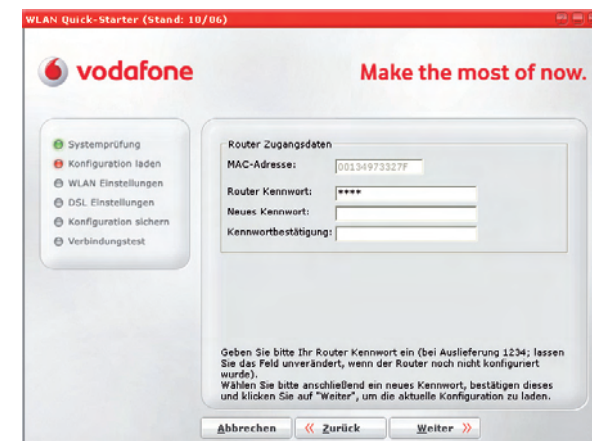 WLAN Quick-Starter (Stand: 10/06)
vodafone
Make the most of now.
Systemprüfung
Konfiguration laden
WLAN Einstellungen
DSL Einstellungen
Konfiguration sichern
Verbindungstest
Router Zugangsdaten
MAC-Adresse: 00134973327F
Router Kennwort: ****
Neues Kennwort:
Kennwortbestätigung:
Geben Sie bitte Ihr Router Kennwort ein (bei Auslieferung 1234; lassen
Sie das Feld unverändert, wenn der Router noch nicht konfiguriert
wurde).
Wählen Sie bitte anschließend ein neues Kennwort, bestätigen dieses
und klicken Sie auf "Weiter", um die aktuelle Konfiguration zu laden.
Abbrechen « Zurück Weiter »